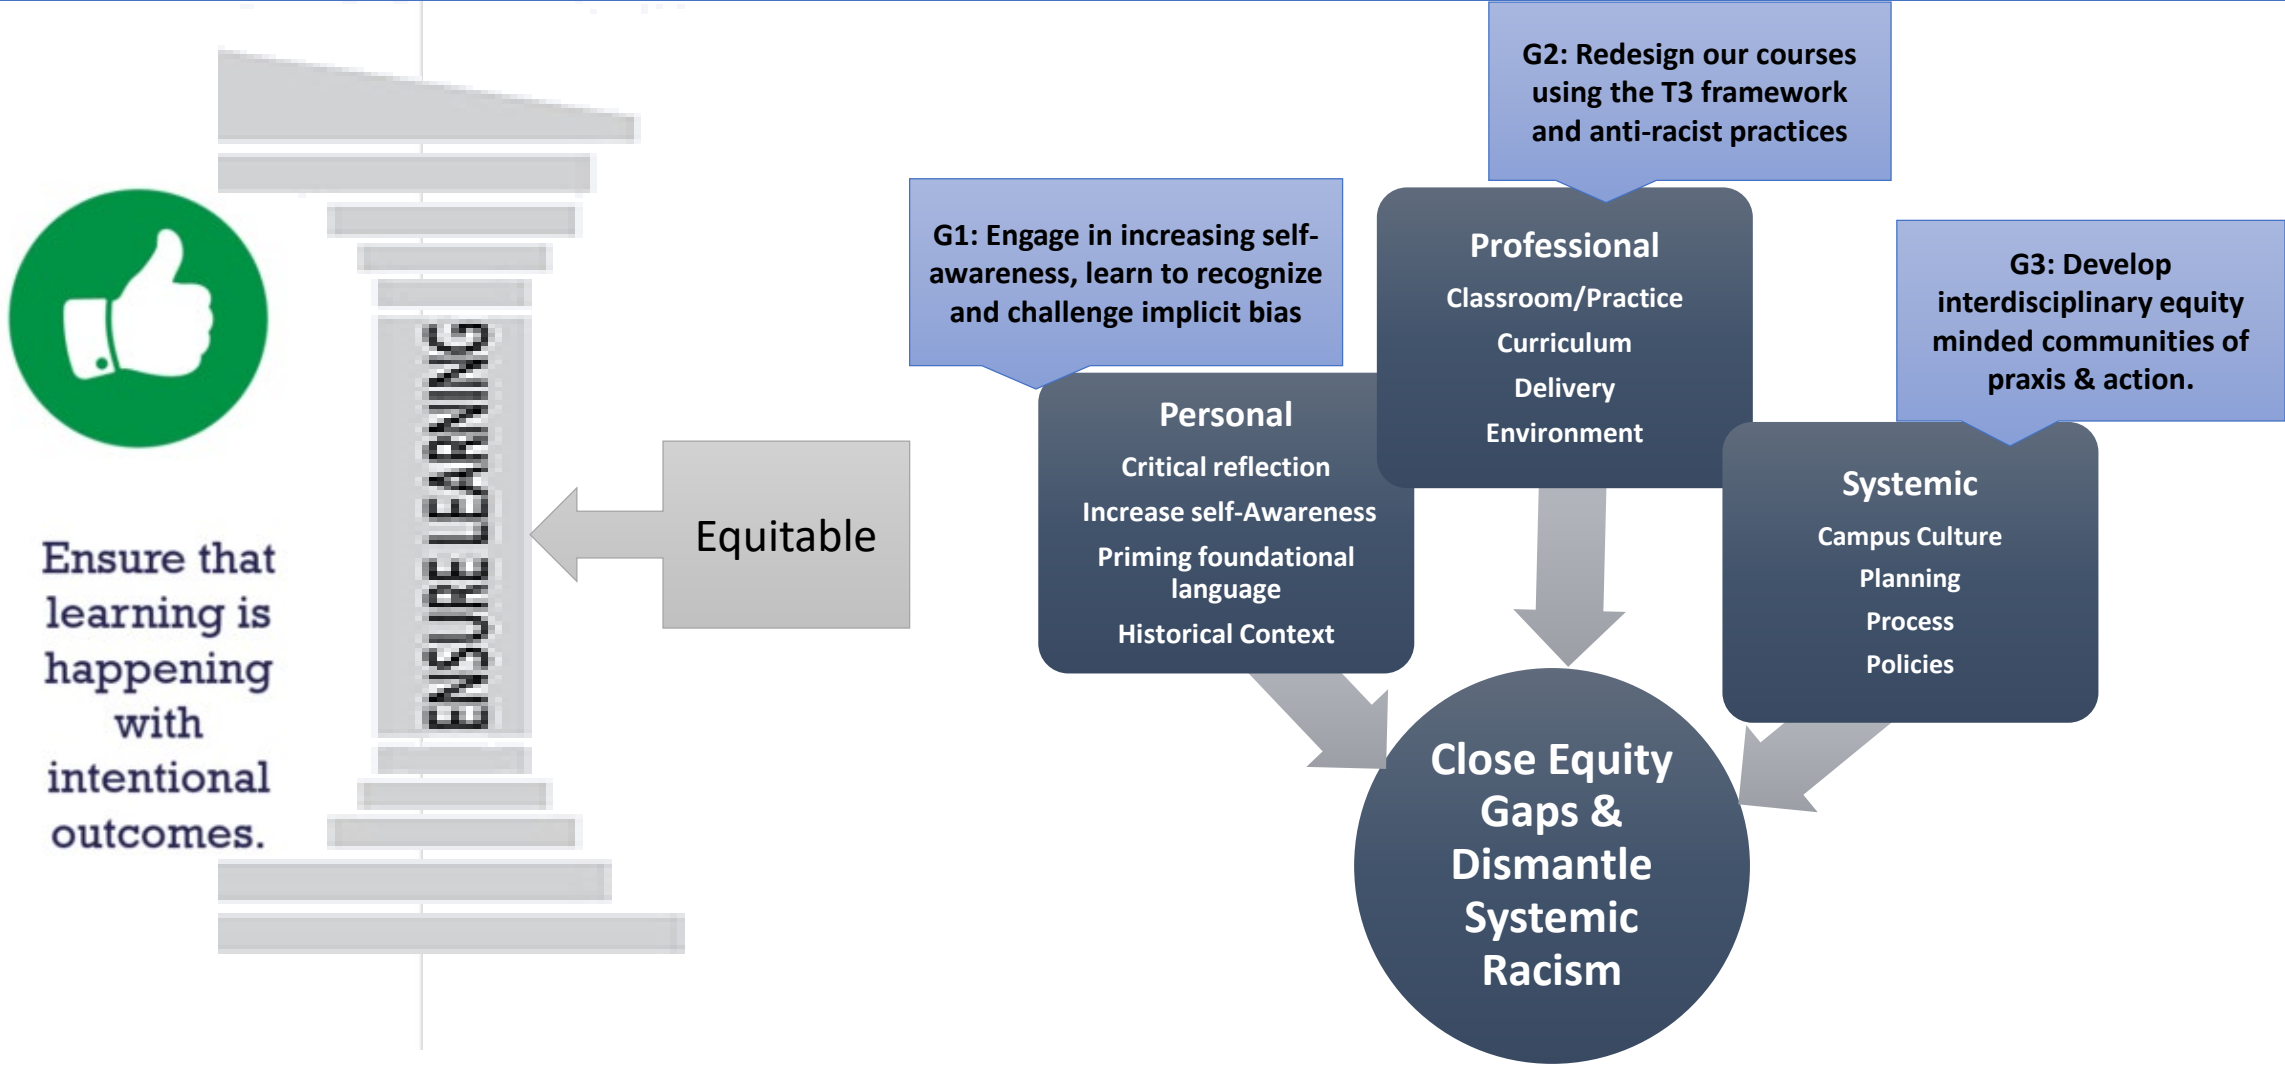 Ensure that
learning is
happening
with
intentional
outcomes.
ENSURE LEARNING
Equitable
G1: Engage in increasing self-
awareness, learn to recognize
and challenge implicit bias
Personal
Critical reflection
Increase self-Awareness
Priming foundational
language
Historical Context
G2: Redesign our courses
using the T3 framework
and anti-racist practices
Professional
Classroom/Practice
Curriculum
Delivery
Environment
G3: Develop
interdisciplinary equity
minded communities of
praxis & action.
Systemic
Campus Culture
Planning
Process
Policies
Close Equity
Gaps &
Dismantle
Systemic
Racism